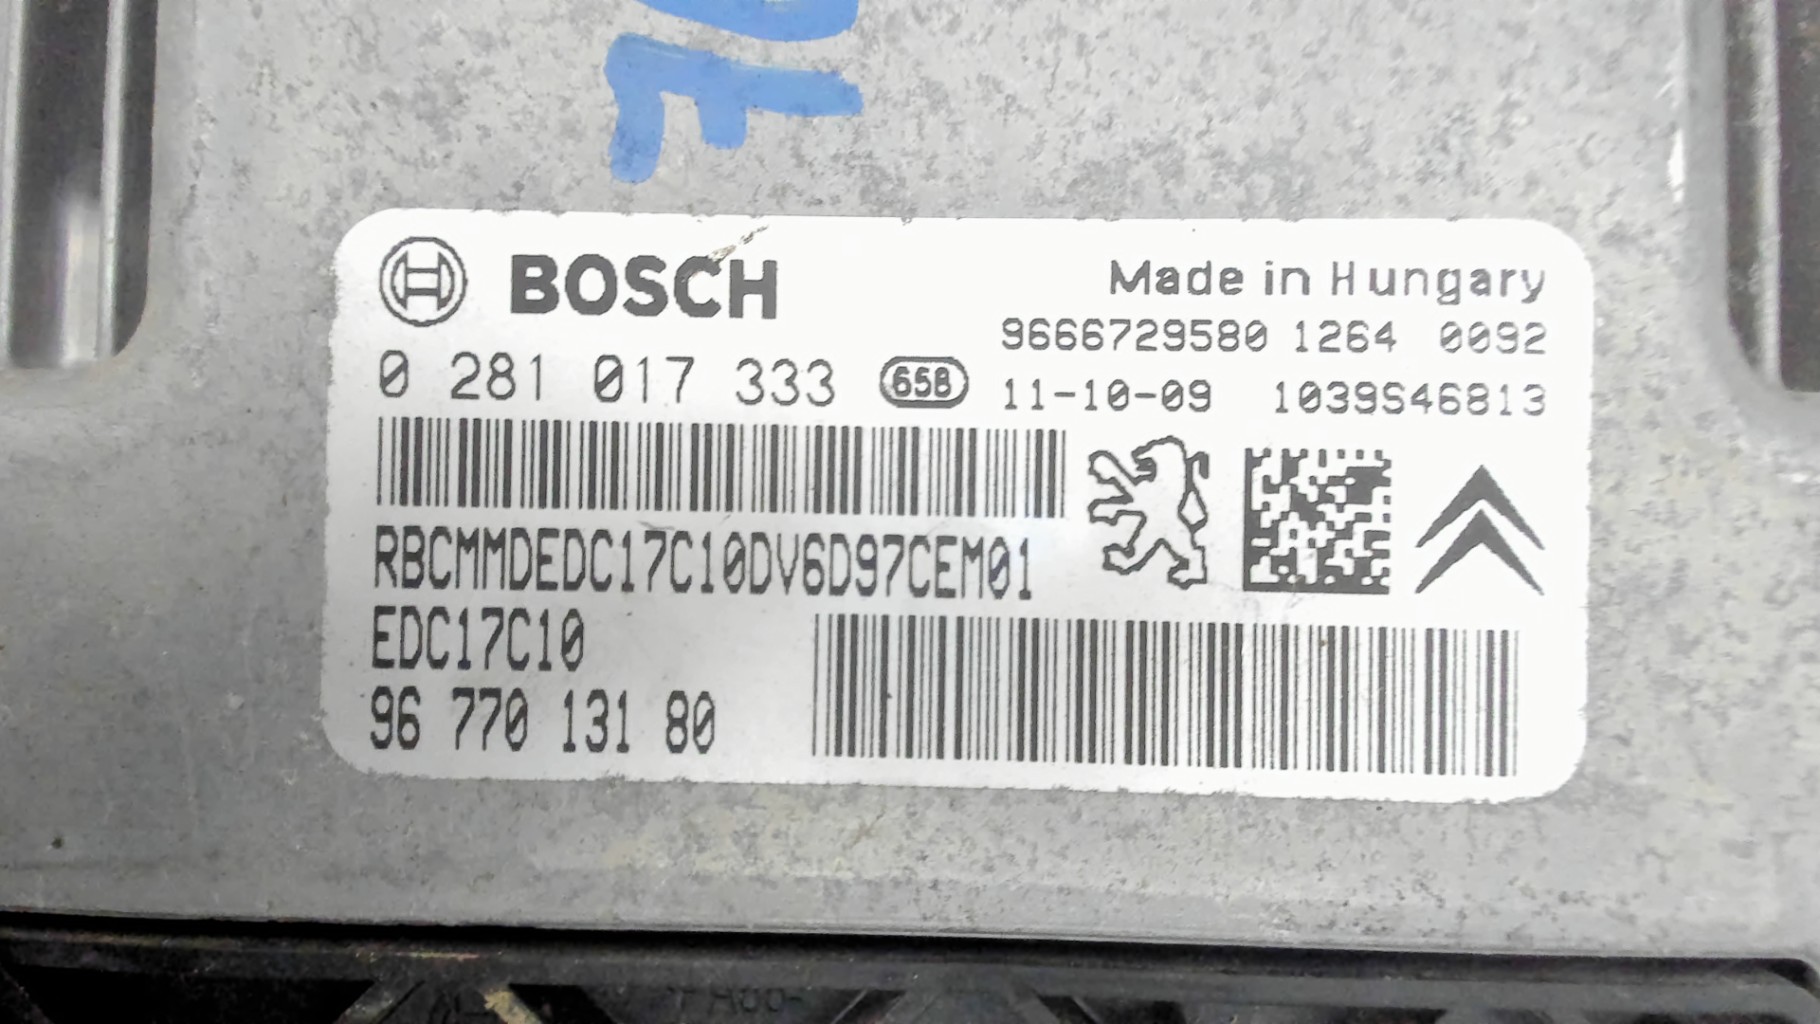 BOSCH
Made in Hungary
9666729580 1264 0092
0 281 017 333 65B 11-10-09 1039S46813
RBCMMDEDC17C10DV6D97CEM01
EDC17C10
96 770 131 80